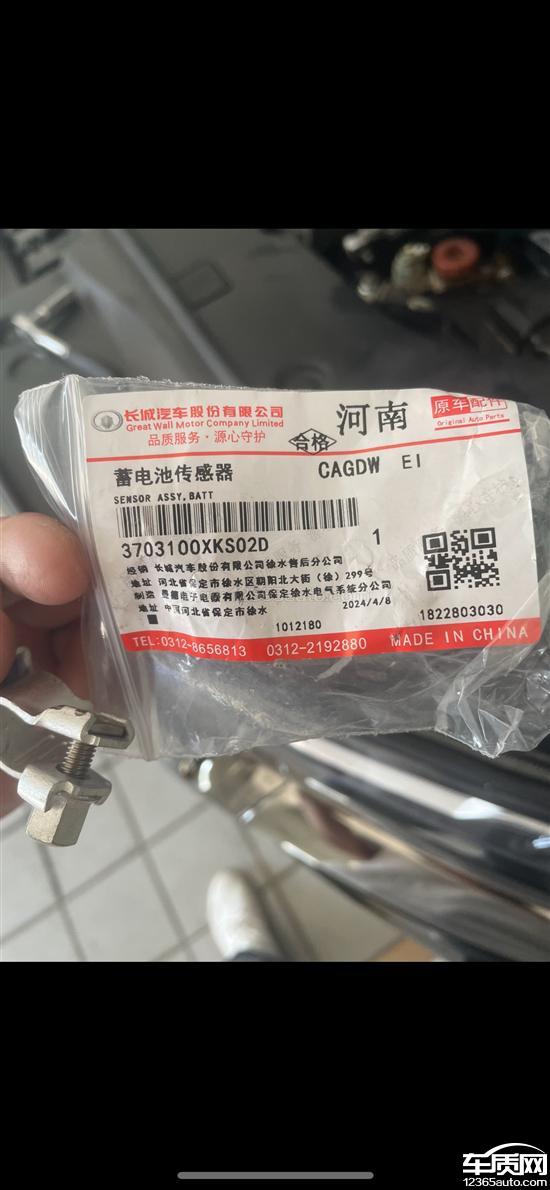 长城汽车股份有限公司
Great Wall Motor Company Limited
品质服务·源心守护
合格
河南
原车配件
Original Auto Parts
蓄电池传感器
CAGDW EI
SENSOR ASSY,BATT
3703100XKS02D
1
经销 长城汽车股份有限公司徐水售后分公司
地址 河北省保定市徐水区朝阳北大街（徐）299号
制造 曼德电子电器有限公司保定徐水电气系统分公司
地址 中国河北省保定市徐水
2024/4/8
1012180
1822803030
TEL:0312-8656813 0312-2192880 MADE IN CHINA
车质网
12365auto.com